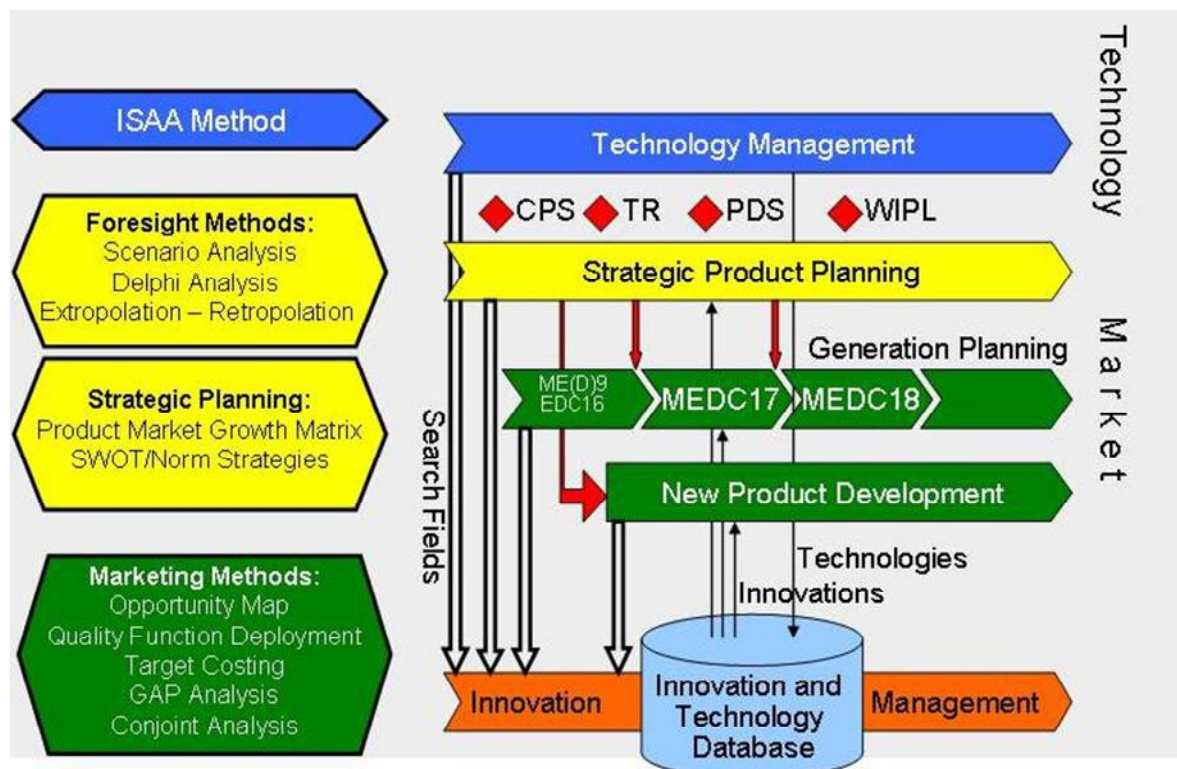 ISAA Method
Foresight Methods:
Scenario Analysis
Delphi Analysis
Extropolation – Retropolation
Strategic Planning:
Product Market Growth Matrix
SWOT/Norm Strategies
Marketing Methods:
Opportunity Map
Quality Function Deployment
Target Costing
GAP Analysis
Conjoint Analysis
Technology Management
CPS
TR
PDS
WIPL
Strategic Product Planning
Generation Planning
ME(D)9
EDC16
MEDC17
MEDC18
New Product Development
Search Fields
Technologies
Innovations
Innovation
Innovation and
Technology
Database
Management
Technology
Market